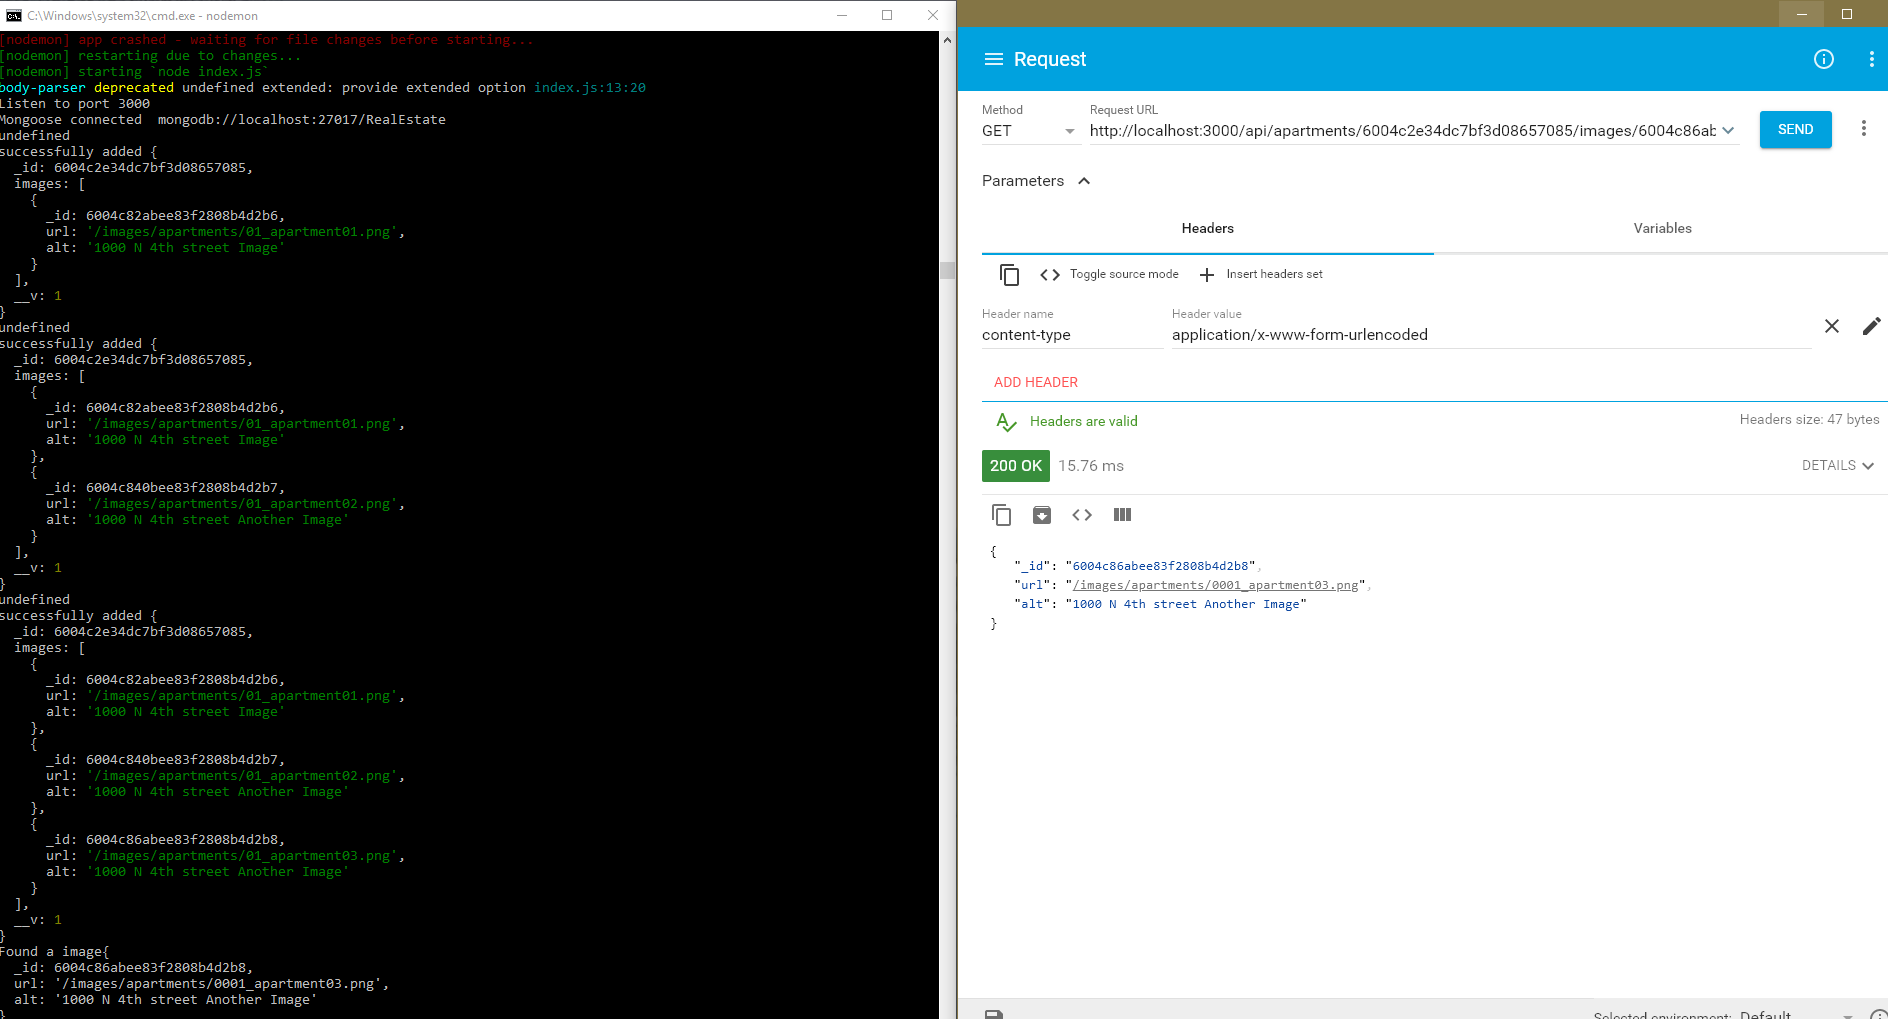 C:\Windows\system32\cmd.exe - nodemon
[nodemon] app crashed - waiting for file changes before starting...
[nodemon] restarting due to changes...
[nodemon] starting `node index.js`
body-parser deprecated undefined extended: provide extended option index.js:13:20
Listen to port 3000
Mongoose connected  mongodb://localhost:27017/RealEstate
undefined
successfully added {
  _id: 6004c2e34dc7bf3d08657085,
  images: [
    {
      _id: 6004c82abee83f2808b4d2b6,
      url: '/images/apartments/01_apartment01.png',
      alt: '1000 N 4th street Image'
    }
  ],
  __v: 1
}
undefined
successfully added {
  _id: 6004c2e34dc7bf3d08657085,
  images: [
    {
      _id: 6004c82abee83f2808b4d2b6,
      url: '/images/apartments/01_apartment01.png',
      alt: '1000 N 4th street Image'
    },
    {
      _id: 6004c840bee83f2808b4d2b7,
      url: '/images/apartments/01_apartment02.png',
      alt: '1000 N 4th street Another Image'
    }
  ],
  __v: 1
}
undefined
successfully added {
  _id: 6004c2e34dc7bf3d08657085,
  images: [
    {
      _id: 6004c82abee83f2808b4d2b6,
      url: '/images/apartments/01_apartment01.png',
      alt: '1000 N 4th street Image'
    },
    {
      _id: 6004c840bee83f2808b4d2b7,
      url: '/images/apartments/01_apartment02.png',
      alt: '1000 N 4th street Another Image'
    },
    {
      _id: 6004c86abee83f2808b4d2b8,
      url: '/images/apartments/01_apartment03.png',
      alt: '1000 N 4th street Another Image'
    }
  ],
  __v: 1
}
Found a image{
  _id: 6004c86abee83f2808b4d2b8,
  url: '/images/apartments/0001_apartment03.png',
  alt: '1000 N 4th street Another Image'
}
Request
Method
GET
Request URL
http://localhost:3000/api/apartments/6004c2e34dc7bf3d08657085/images/6004c86ab
SEND
Parameters
Headers
Variables
Toggle source mode
Insert headers set
Header name
content-type
Header value
application/x-www-form-urlencoded
ADD HEADER
Headers are valid
Headers size: 47 bytes
200 OK 15.76 ms
DETAILS
{
"_id": "6004c86abee83f2808b4d2b8",
"url": "/images/apartments/0001_apartment03.png",
"alt": "1000 N 4th street Another Image"
}
Selected environment: Default